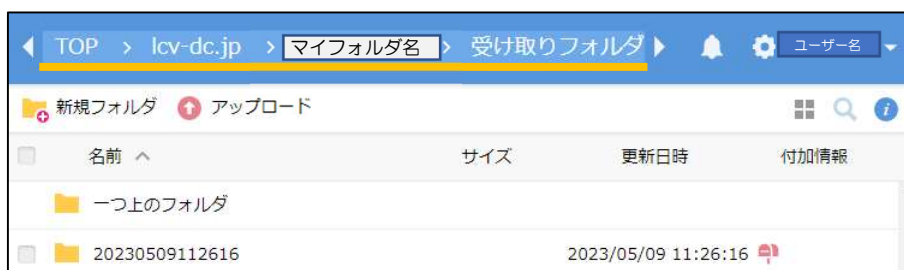 TOP > lcv-dc.jp > マイフォルダ名 > 受け取りフォルダ ユーザー名
新規フォルダ アップロード
名前 サイズ 更新日時 付加情報
一つ上のフォルダ
20230509112616 2023/05/09 11:26:16